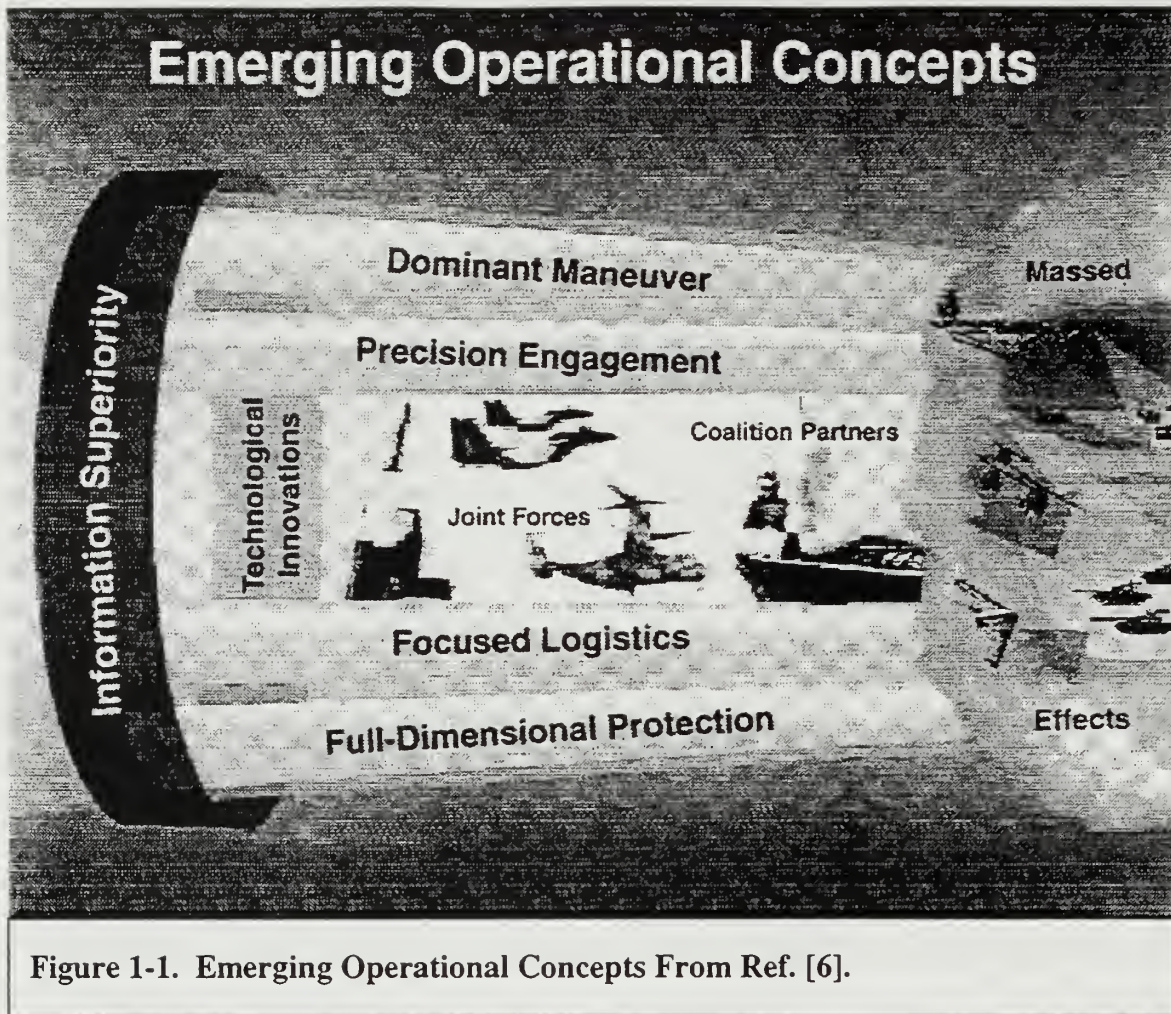 Emerging Operational Concepts
Information Superiority
Dominant Maneuver
Precision Engagement
Technological
Innovations
Joint Forces
Coalition Partners
Focused Logistics
Full-Dimensional Protection
Massed
Effects
Figure 1-1. Emerging Operational Concepts From Ref. [6].